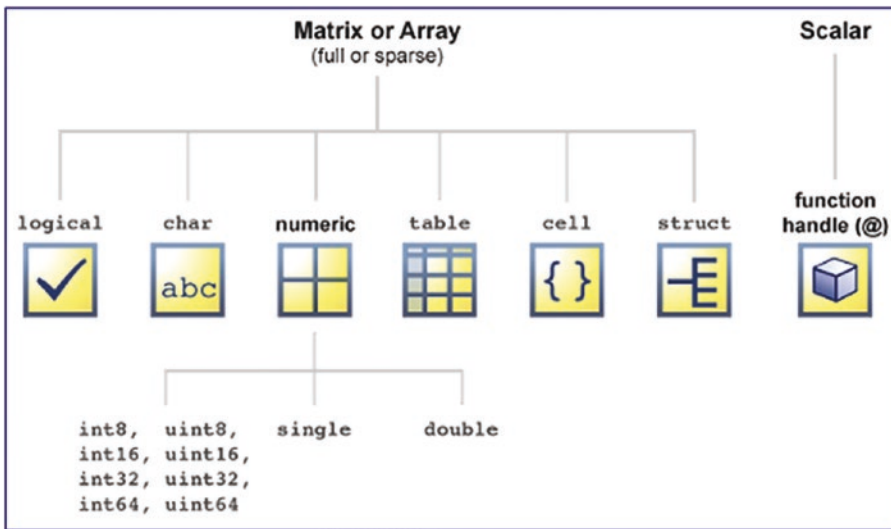 Matrix or Array
(full or sparse)
Scalar
logical
char
numeric
table
cell
struct
function
handle (@)
abc
{ }
int8, uint8,
int16, uint16,
int32, uint32,
int64, uint64
single
double